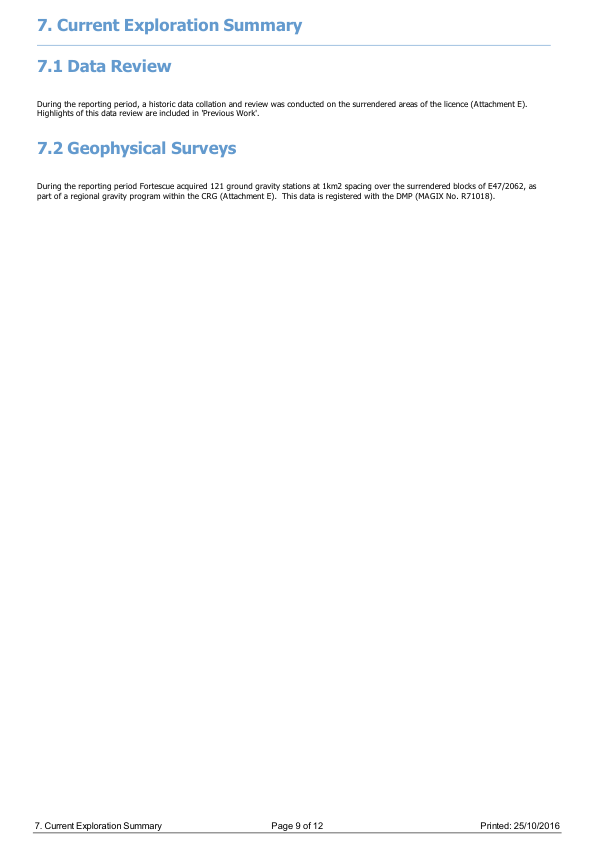 7. Current Exploration Summary
7.1 Data Review
During the reporting period, a historic data collation and review was conducted on the surrendered areas of the licence (Attachment E).
Highlights of this data review are included in 'Previous Work'.
7.2 Geophysical Surveys
During the reporting period Fortescue acquired 121 ground gravity stations at 1km2 spacing over the surrendered blocks of E47/2062, as
part of a regional gravity program within the CRG (Attachment E).  This data is registered with the DMP (MAGIX No. R71018).
7. Current Exploration Summary Page 9 of 12 Printed: 25/10/2016